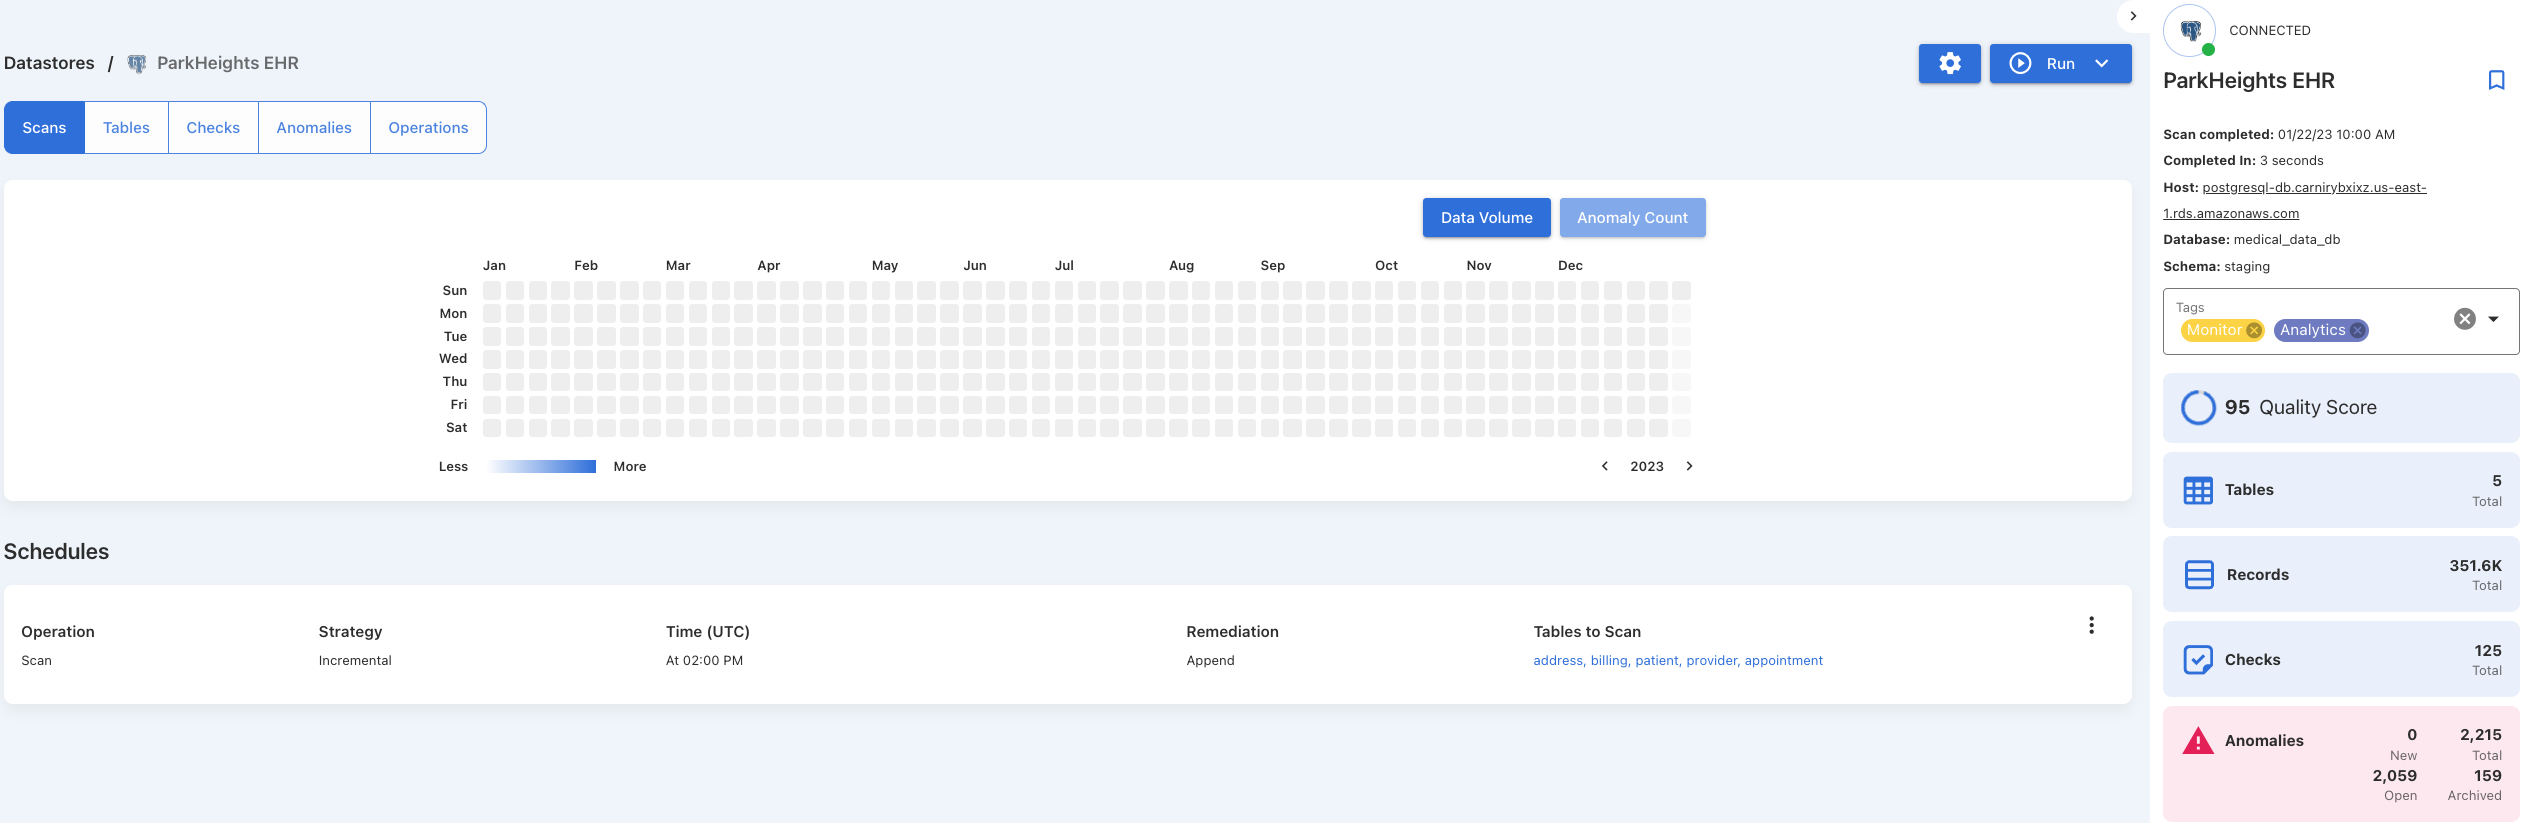 Datastores / ParkHeights EHR
Run
Scans Tables Checks Anomalies Operations
Data Volume Anomaly Count
Jan Feb Mar Apr May Jun Jul Aug Sep Oct Nov Dec
Sun
Mon
Tue
Wed
Thu
Fri
Sat
Less More
2023
Schedules
Operation Strategy Time (UTC) Remediation Tables to Scan
Scan Incremental At 02:00 PM Append address, billing, patient, provider, appointment
CONNECTED
ParkHeights EHR
Scan completed: 01/22/23 10:00 AM
Completed In: 3 seconds
Host: postgresql-db.carnirybxixz.us-east-
1.rds.amazonaws.com
Database: medical_data_db
Schema: staging
Tags
Monitor Analytics
95 Quality Score
Tables 5
Total
Records 351.6K
Total
Checks 125
Total
Anomalies 0 2,215
New Total
2,059 159
Open Archived